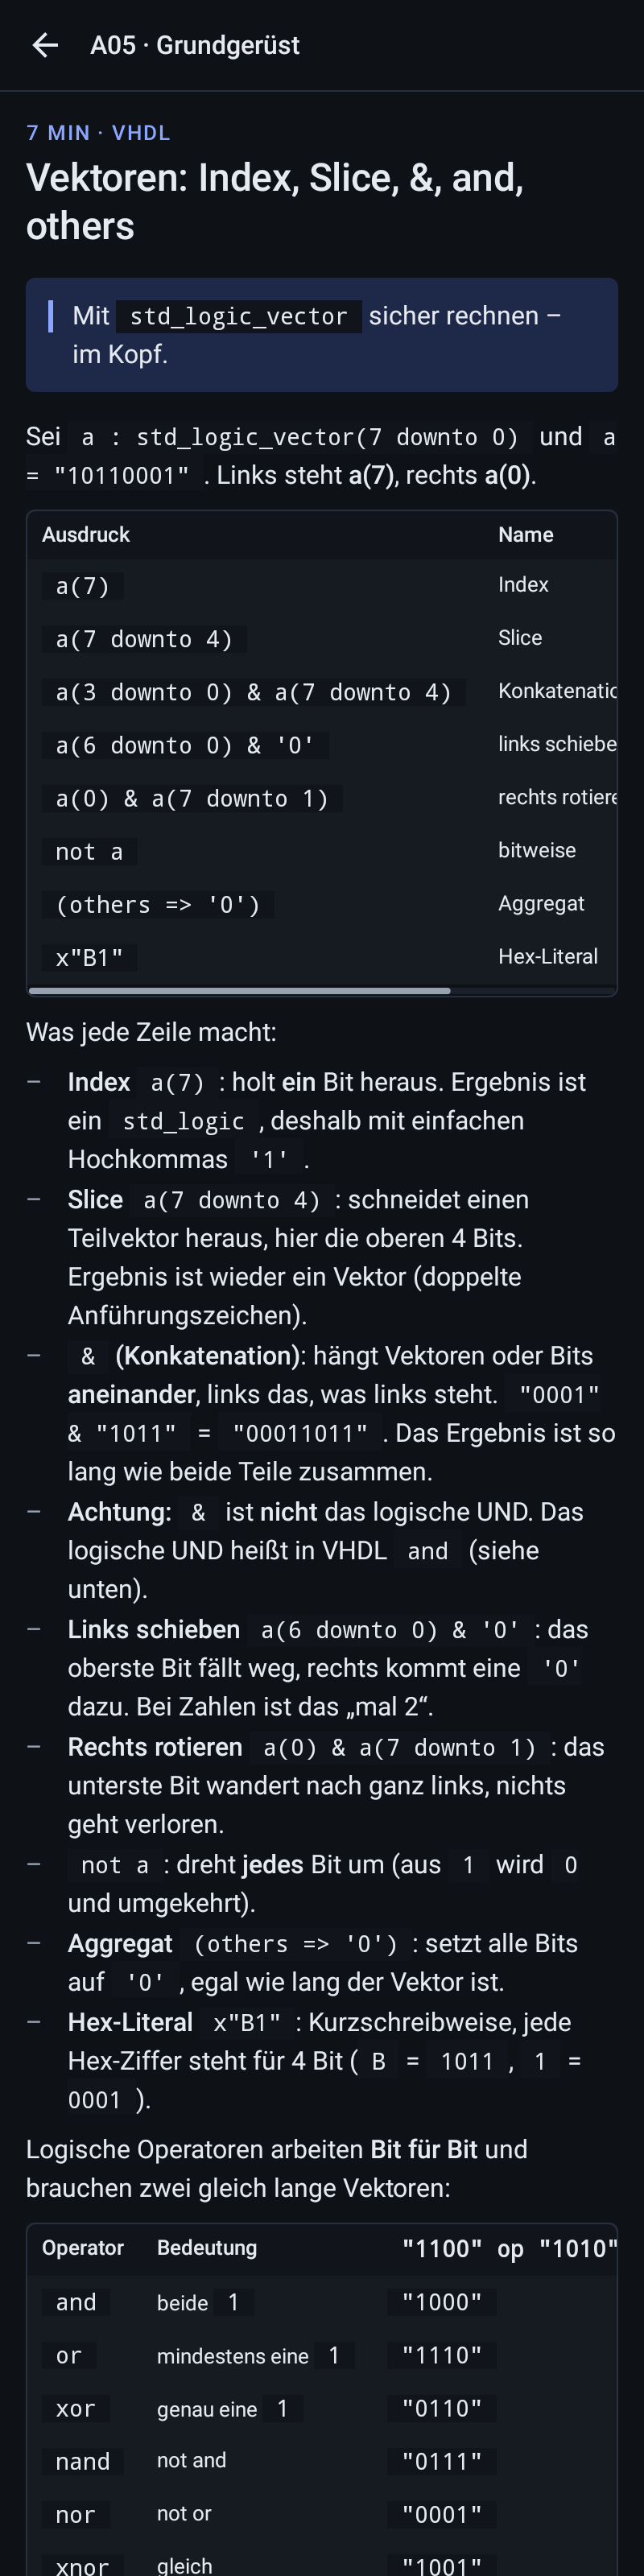 A05 · Grundgerüst
7 MIN · VHDL
Vektoren: Index, Slice, &, and,
others
Mit std_logic_vector sicher rechnen –
im Kopf.
Sei a : std_logic_vector(7 downto 0) und a
= "10110001" . Links steht a(7), rechts a(0).
Ausdruck Name
a(7) Index
a(7 downto 4) Slice
a(3 downto 0) & a(7 downto 4) Konkatenatio
a(6 downto 0) & '0' links schiebe
a(0) & a(7 downto 1) rechts rotiere
not a bitweise
(others => '0') Aggregat
x"B1" Hex-Literal
Was jede Zeile macht:
– Index a(7) : holt ein Bit heraus. Ergebnis ist
ein std_logic , deshalb mit einfachen
Hochkommas '1' .
– Slice a(7 downto 4) : schneidet einen
Teilvektor heraus, hier die oberen 4 Bits.
Ergebnis ist wieder ein Vektor (doppelte
Anführungszeichen).
– & (Konkatenation): hängt Vektoren oder Bits
aneinander, links das, was links steht. "0001"
& "1011" = "00011011" . Das Ergebnis ist so
lang wie beide Teile zusammen.
– Achtung: & ist nicht das logische UND. Das
logische UND heißt in VHDL and (siehe
unten).
– Links schieben a(6 downto 0) & '0' : das
oberste Bit fällt weg, rechts kommt eine '0'
dazu. Bei Zahlen ist das „mal 2“.
– Rechts rotieren a(0) & a(7 downto 1) : das
unterste Bit wandert nach ganz links, nichts
geht verloren.
– not a : dreht jedes Bit um (aus 1 wird 0
und umgekehrt).
– Aggregat (others => '0') : setzt alle Bits
auf '0' , egal wie lang der Vektor ist.
– Hex-Literal x"B1" : Kurzschreibweise, jede
Hex-Ziffer steht für 4 Bit ( B = 1011 , 1 =
0001 ).
Logische Operatoren arbeiten Bit für Bit und
brauchen zwei gleich lange Vektoren:
Operator Bedeutung "1100" op "1010"
and beide 1 "1000"
or mindestens eine 1 "1110"
xor genau eine 1 "0110"
nand not and "0111"
nor not or "0001"
xnor gleich "1001"